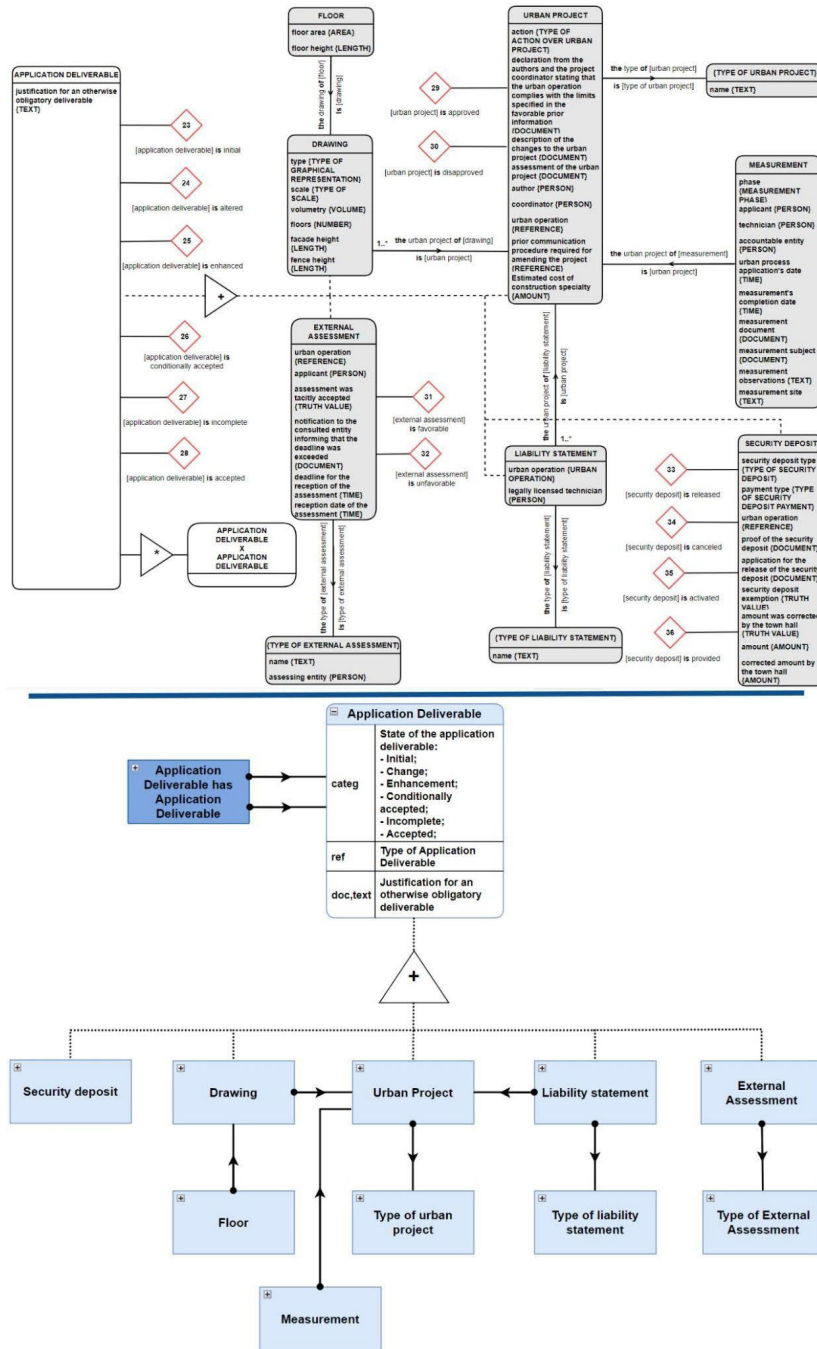 FLOOR
floor area {AREA}
floor height {LENGTH}
the drawing of [floor]
is [drawing]
APPLICATION DELIVERABLE
justification for an otherwise
obligatory deliverable
{TEXT}
23
[application deliverable] is initial
24
[application deliverable] is altered
25
[application deliverable] is enhanced
+
26
[application deliverable] is
conditionally accepted
27
[application deliverable] is incomplete
28
[application deliverable] is accepted
*
APPLICATION
DELIVERABLE
X
APPLICATION
DELIVERABLE
DRAWING
type {TYPE OF
GRAPHICAL
REPRESENTATION}
scale {TYPE OF
SCALE}
volumetry {VOLUME}
floors {NUMBER}
facade height
{LENGTH}
fence height
{LENGTH}
1..*
the urban project of [drawing]
is [urban project]
EXTERNAL
ASSESSMENT
urban operation
{REFERENCE}
applicant {PERSON}
assessment was
tacitly accepted
{TRUTH VALUE}
notification to the
consulted entity
informing that the
deadline was
exceeded
{DOCUMENT}
deadline for the
reception of the
assessment {TIME}
reception date of the
assessment {TIME}
31
[external assessment]
is favorable
32
[external assessment]
is unfavorable
the type of [external assessment]
is [type of external assessment]
{TYPE OF EXTERNAL ASSESSMENT}
name {TEXT}
assessing entity {PERSON}
URBAN PROJECT
action {TYPE OF
ACTION OVER URBAN
PROJECT}
declaration from the
authors and the project
coordinator stating that
the urban operation
complies with the limits
specified in the
favorable prior
information
{DOCUMENT}
description of the
changes to the urban
project {DOCUMENT}
assessment of the urban
project {DOCUMENT}
author {PERSON}
coordinator {PERSON}
urban operation
{REFERENCE}
prior communication
procedure required for
amending the project
{REFERENCE}
Estimated cost of
construction specialty
{AMOUNT}
29
[urban project] is approved
30
[urban project] is disapproved
the type of [urban project]
is [type of urban project]
{TYPE OF URBAN PROJECT}
name {TEXT}
MEASUREMENT
phase
{MEASUREMENT
PHASE}
applicant {PERSON}
technician {PERSON}
accountable entity
{PERSON}
urban process
application's date
{TIME}
measurement's
completion date
{TIME}
measurement
document
{DOCUMENT}
measurement subject
{DOCUMENT}
measurement
observations {TEXT}
measurement site
{TEXT}
the urban project of [measurement]
is [urban project]
the urban project of [liability statement]
is [urban project]
1..*
LIABILITY STATEMENT
urban operation {URBAN
OPERATION}
legally licensed technician
{PERSON}
the type of [liability statement]
is [type of liability statement]
{TYPE OF LIABILITY STATEMENT}
name {TEXT}
SECURITY DEPOSIT
security deposit type
{TYPE OF SECURITY
DEPOSIT}
payment type {TYPE
OF SECURITY
DEPOSIT PAYMENT}
urban operation
{REFERENCE}
proof of the security
deposit {DOCUMENT}
application for the
release of the security
deposit {DOCUMENT}
security deposit
exemption {TRUTH
VALUE}
amount was corrected
by the town hall
{TRUTH VALUE}
amount {AMOUNT}
corrected amount by
the town hall
{AMOUNT}
33
[security deposit] is released
34
[security deposit] is canceled
35
[security deposit] is activated
36
[security deposit] is provided
Application Deliverable
categ
State of the application
deliverable:
- Initial;
- Change;
- Enhancement;
- Conditionally
accepted;
- Incomplete;
- Accepted;
ref
Type of Application
Deliverable
doc,text
Justification for an
otherwise obligatory
deliverable
Application
Deliverable has
Application
Deliverable
+
Security deposit
Drawing
Urban Project
Liability statement
External
Assessment
Floor
Type of urban
project
Type of liability
statement
Type of External
Assessment
Measurement